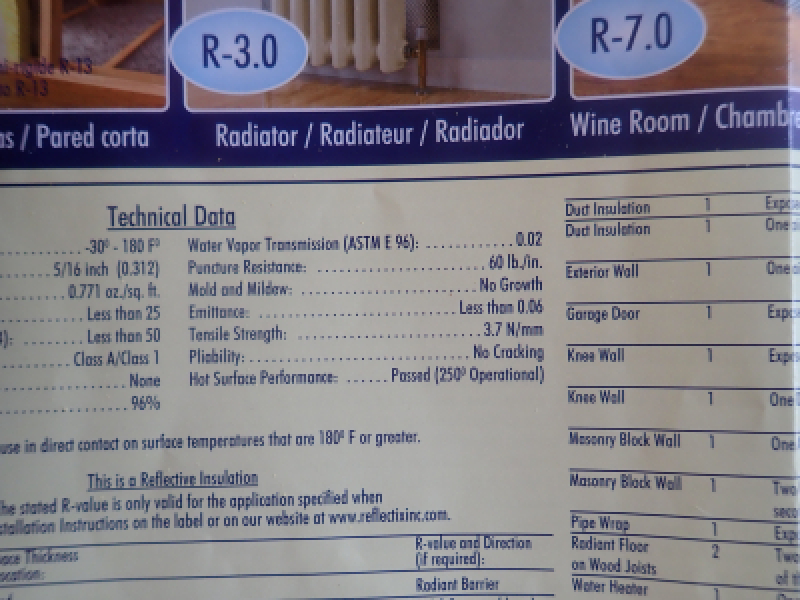 R-3.0
R-7.0
R-13
R-13
/ Pared corta
Radiator / Radiateur / Radiador
Wine Room / Chambre
Technical Data
-30° - 180 F°
5/16 inch (0.312)
0.771 oz./sq. ft.
Less than 25
Less than 50
Class A/Class 1
None
96%
Water Vapor Transmission (ASTM E 96): 0.02
Puncture Resistance: 60 lb./in.
Mold and Mildew: No Growth
Emittance: Less than 0.06
Tensile Strength: 3.7 N/mm
Pliability: No Cracking
Hot Surface Performance: Passed (250° Operational)
use in direct contact on surface temperatures that are 180° F or greater.
This is a Reflective Insulation
The stated R-value is only valid for the application specified when
stallation Instructions on the label or on our website at www.reflectixinc.com.
Thickness
R-value and Direction
(if required):
Radiant Barrier
Duct Insulation 1
Duct Insulation 1
Exterior Wall 1
Garage Door 1
Knee Wall 1
Knee Wall 1
Masonry Block Wall 1
Masonry Block Wall 1 Two
Pipe Wrap 1
Radiant Floor 2 Two
on Wood Joists
Water Heater 1